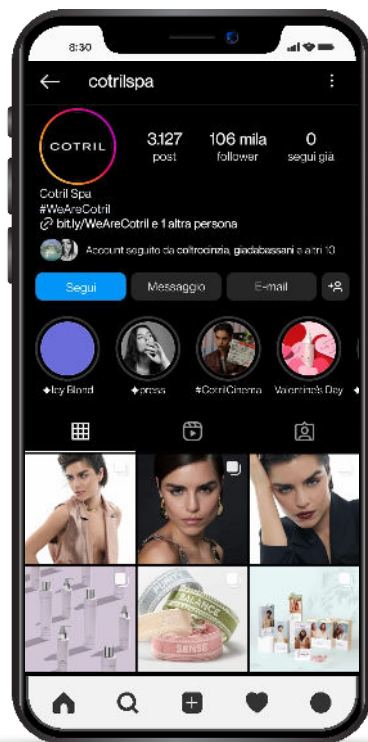 8:30
cotrilspa
COTRIL
3.127 106 mila 0
post follower segui già
Cotril Spa
#WeAreCotril
bit.ly/WeAreCotril e 1 altra persona
Account seguito da coltrocinzia, giadabassani e altri 10
Segui Messaggio E-mail
✦Icy Blond ✦press #CotrilCinema Valentine's Day
BALANCE
SENSE